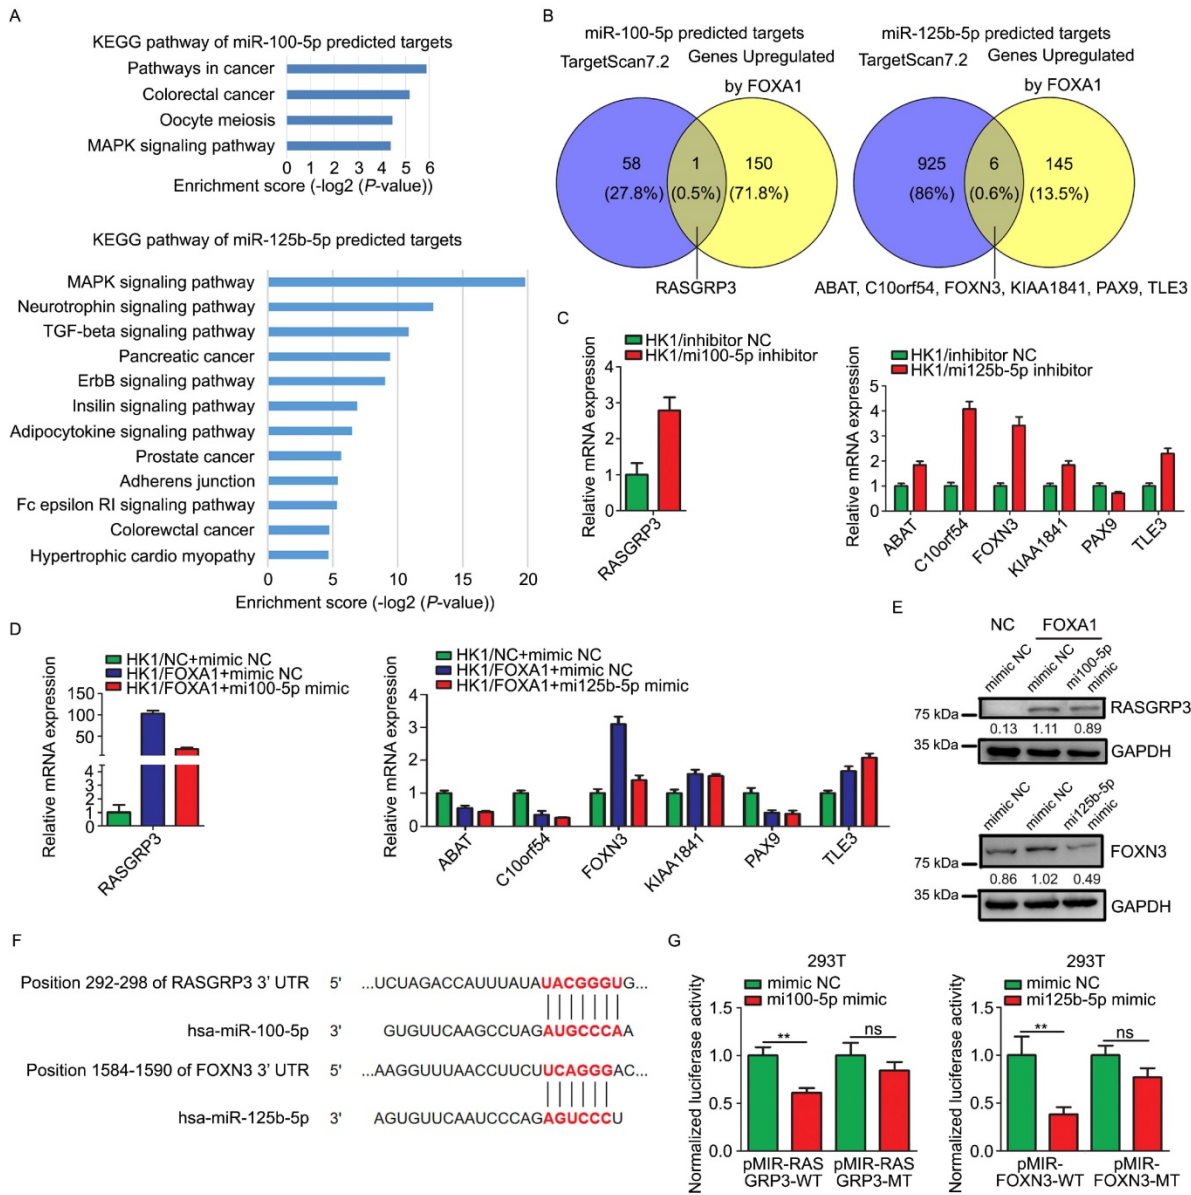 A
KEGG pathway of miR-100-5p predicted targets
Pathways in cancer
Colorectal cancer
Oocyte meiosis
MAPK signaling pathway
0 1 2 3 4 5 6
Enrichment score (-log2 (P-value))
KEGG pathway of miR-125b-5p predicted targets
MAPK signaling pathway
Neurotrophin signaling pathway
TGF-beta signaling pathway
Pancreatic cancer
ErbB signaling pathway
Insilin signaling pathway
Adipocytokine signaling pathway
Prostate cancer
Adherens junction
Fc epsilon RI signaling pathway
Colorewctal cancer
Hypertrophic cardio myopathy
0 5 10 15 20
Enrichment score (-log2 (P-value))
B
miR-100-5p predicted targets
TargetScan7.2 Genes Upregulated
by FOXA1
58 1 150
(27.8%) (0.5%) (71.8%)
RASGRP3
miR-125b-5p predicted targets
TargetScan7.2 Genes Upregulated
by FOXA1
925 6 145
(86%) (0.6%) (13.5%)
ABAT, C10orf54, FOXN3, KIAA1841, PAX9, TLE3
C
HK1/inhibitor NC
HK1/mi100-5p inhibitor
Relative mRNA expression
4
3
2
1
0
RASGRP3
HK1/inhibitor NC
HK1/mi125b-5p inhibitor
Relative mRNA expression
5
4
3
2
1
0
ABAT
C10orf54
FOXN3
KIAA1841
PAX9
TLE3
D
HK1/NC+mimic NC
HK1/FOXA1+mimic NC
HK1/FOXA1+mi100-5p mimic
Relative mRNA expression
150
100
50
4
3
2
1
0
RASGRP3
HK1/NC+mimic NC
HK1/FOXA1+mimic NC
HK1/FOXA1+mi125b-5p mimic
Relative mRNA expression
4
3
2
1
0
ABAT
C10orf54
FOXN3
KIAA1841
PAX9
TLE3
E
NC FOXA1
mimic NC
mimic NC
mi100-5p
mimic
75 kDa
RASGRP3
0.13 1.11 0.89
35 kDa
GAPDH
mimic NC
mimic NC
mi125b-5p
mimic
75 kDa
FOXN3
0.86 1.02 0.49
35 kDa
GAPDH
F
Position 292-298 of RASGRP3 3' UTR 5' ...UCUAGACCAUUUAUAUACGGGUG...
hsa-miR-100-5p 3' GUGUUCAAGCCUAGAUGCCCAA
Position 1584-1590 of FOXN3 3' UTR 5' ...AAGGUUUAACCUUCUUCAGGGAC...
hsa-miR-125b-5p 3' AGUGUUCAAUCCCAGAGUCCCU
G
293T
mimic NC
mi100-5p mimic
Normalized luciferase activity
1.5
1.0
0.5
0.0
**
ns
pMIR-RAS
GRP3-WT
pMIR-RAS
GRP3-MT
293T
mimic NC
mi125b-5p mimic
Normalized luciferase activity
1.5
1.0
0.5
0.0
**
ns
pMIR-
FOXN3-WT
pMIR-
FOXN3-MT